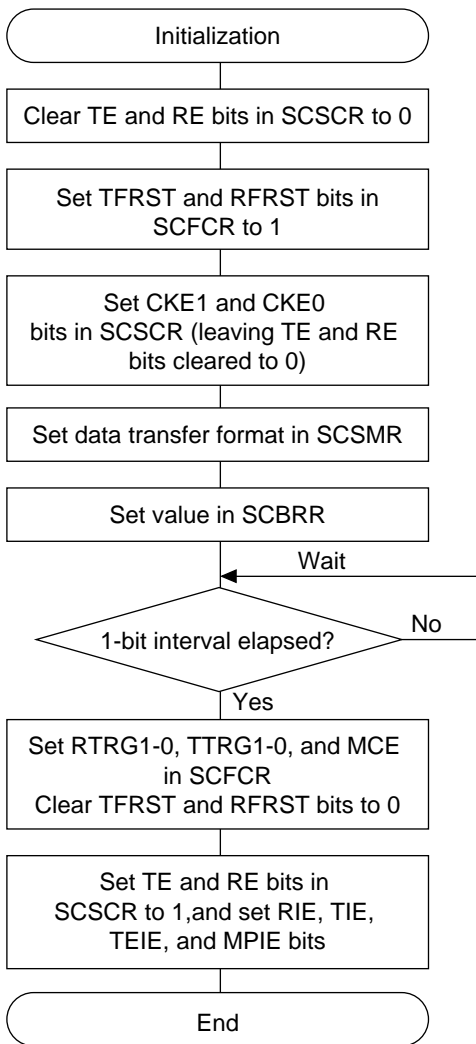 Initialization
Clear TE and RE bits in SCSCR to 0
Set TFRST and RFRST bits in
SCFCR to 1
Set CKE1 and CKE0
bits in SCSCR (leaving TE and RE
bits cleared to 0)
Set data transfer format in SCSMR
Set value in SCBRR
Wait
1-bit interval elapsed?
No
Yes
Set RTRG1-0, TTRG1-0, and MCE
in SCFCR
Clear TFRST and RFRST bits to 0
Set TE and RE bits in
SCSCR to 1,and set RIE, TIE,
TEIE, and MPIE bits
End